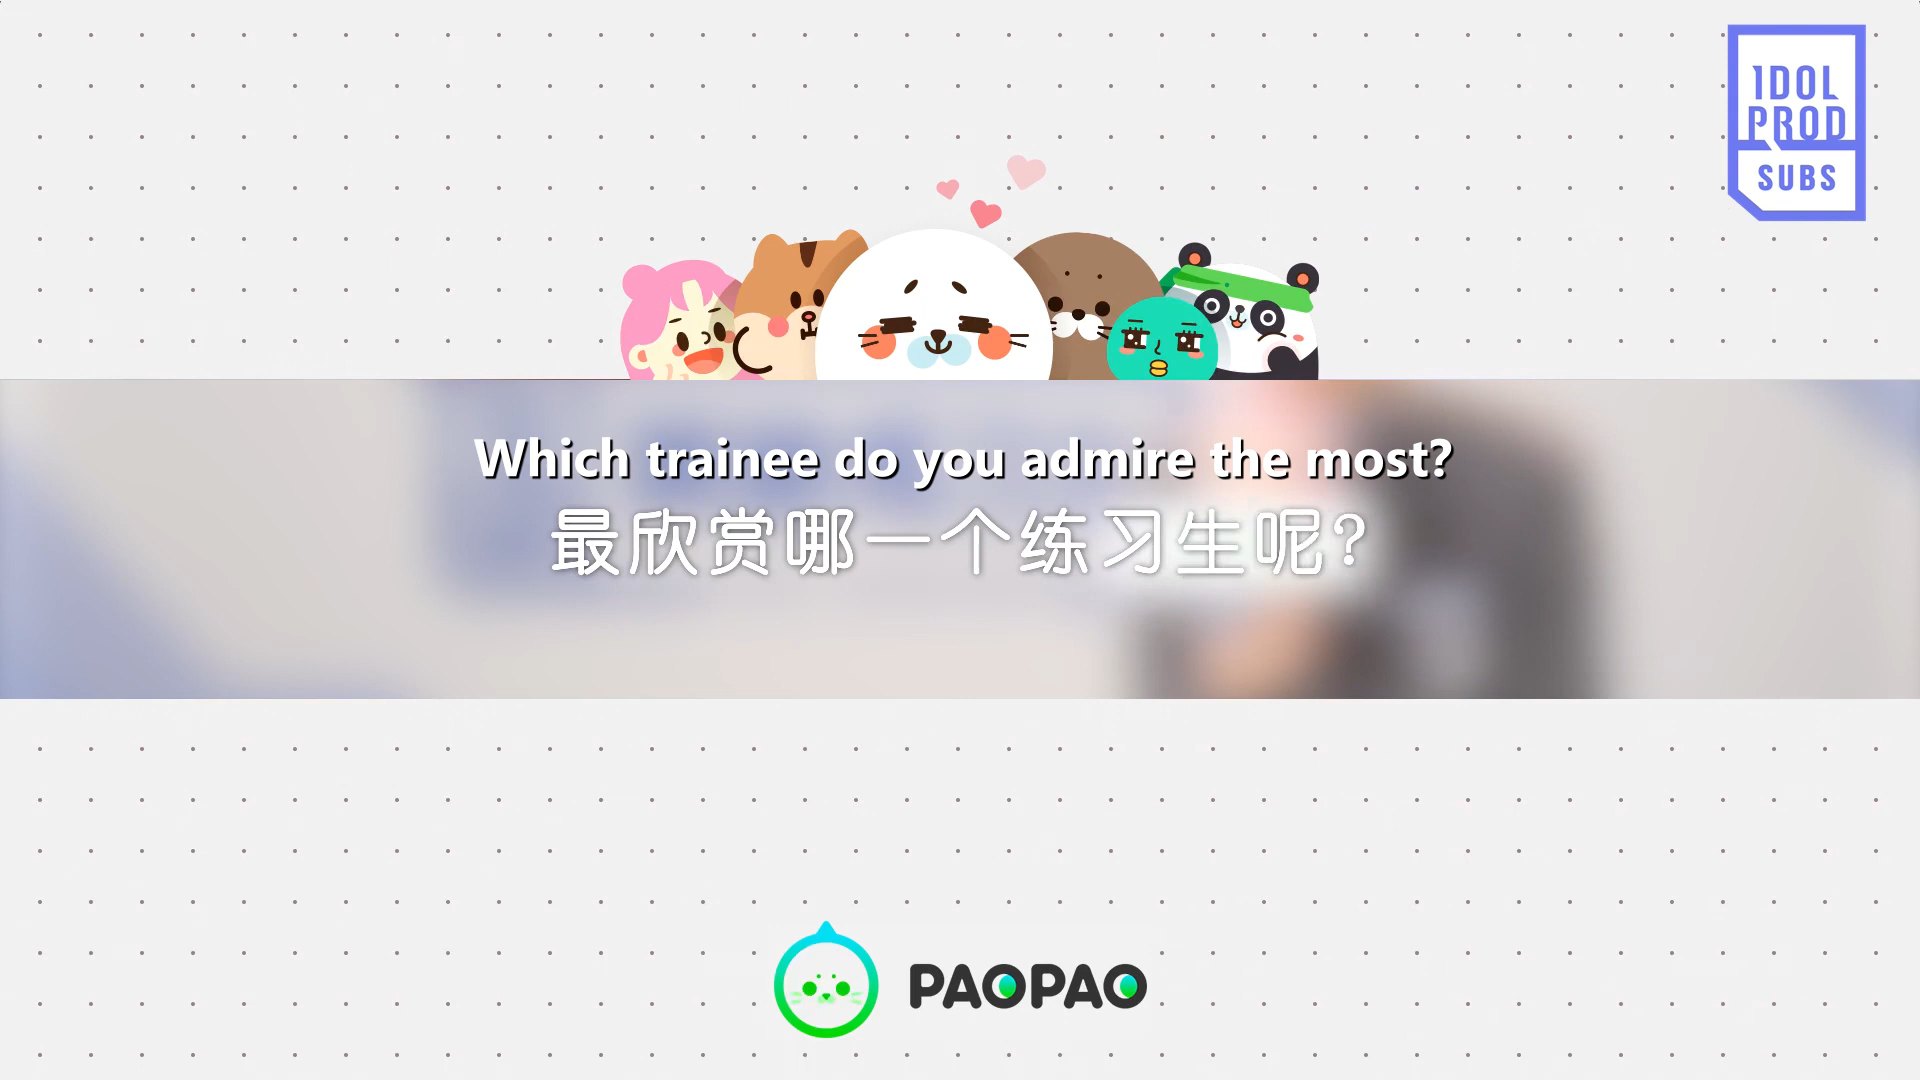 IDOL
PROD
SUBS
Which trainee do you admire the most?
最欣赏哪一个练习生呢?
PAOPAO